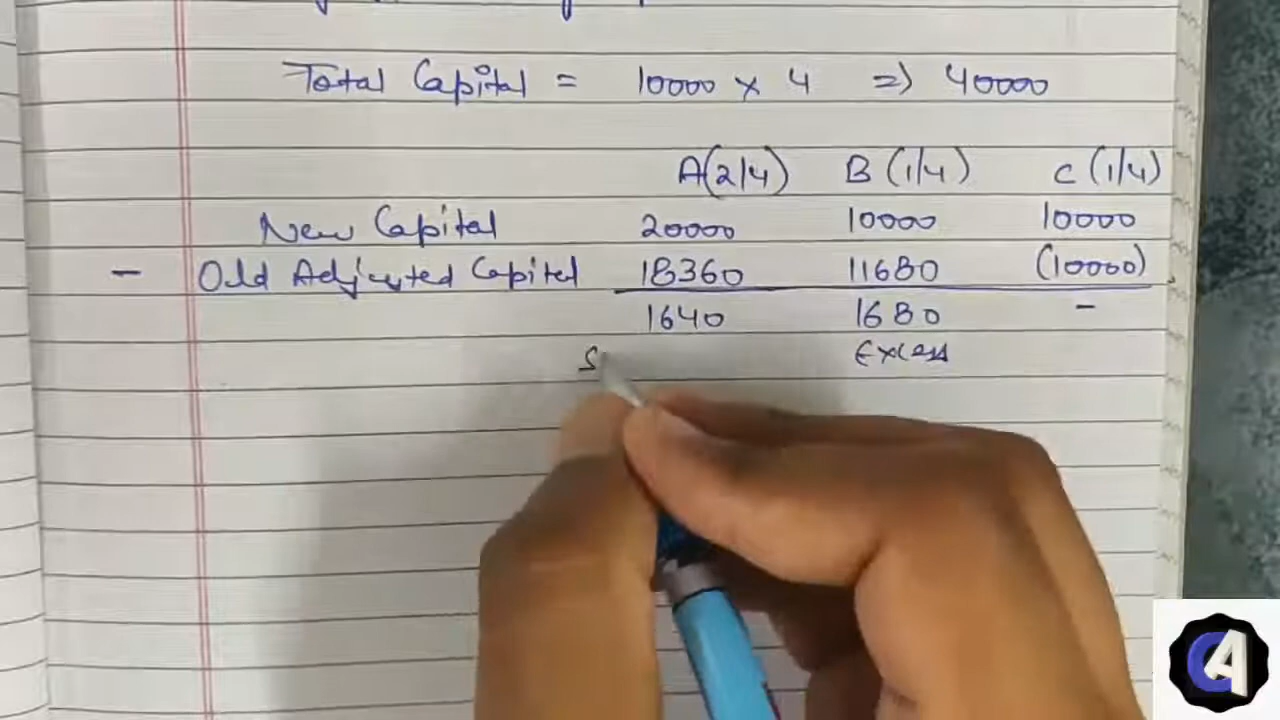 Total Capital = 10000 x 4 => 40000
A(2/4) B (1/4) C (1/4)
New Capital 20000 10000 10000
- Old Adjusted Capital 18360 11680 (10000)
1640 1680 -
S Excess
CA